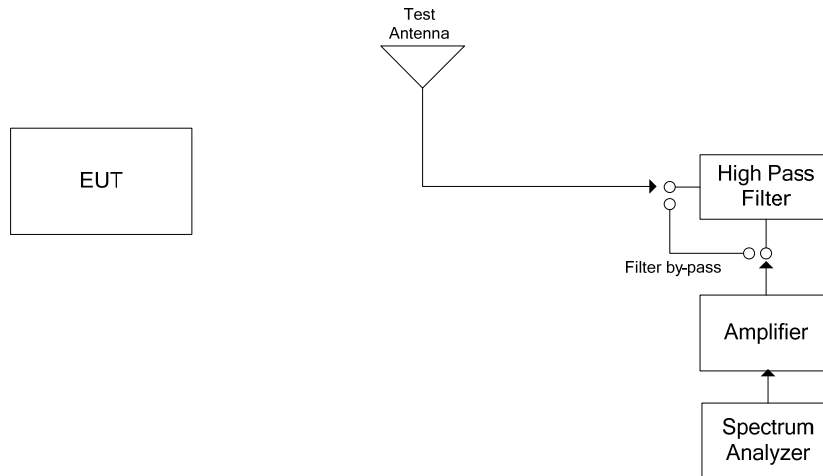 Test
Antenna
EUT
High Pass
Filter
Filter by-pass
Amplifier
Spectrum
Analyzer